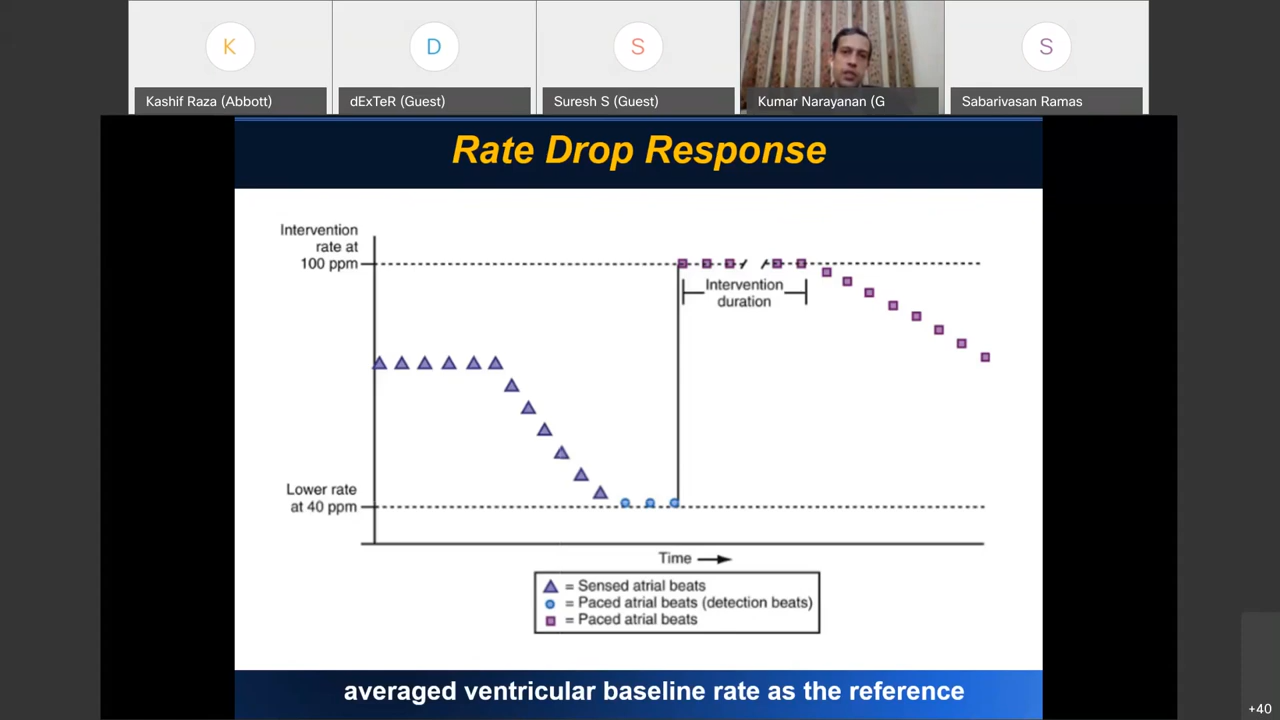 K
D
S
S
Kashif Raza (Abbott)
dExTeR (Guest)
Suresh S (Guest)
Kumar Narayanan (G
Sabarivasan Ramas
Rate Drop Response
Intervention
rate at
100 ppm
Intervention
duration
Lower rate
at 40 ppm
Time
= Sensed atrial beats
= Paced atrial beats (detection beats)
= Paced atrial beats
averaged ventricular baseline rate as the reference
+40